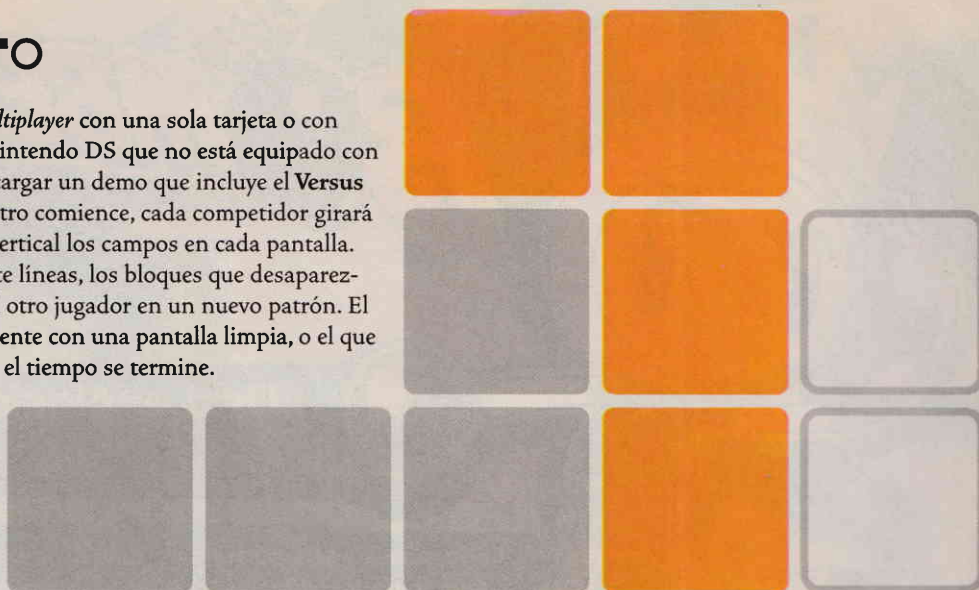 TO
ltiplayer con una sola tarjeta o con
intendo DS que no está equipado con
cargar un demo que incluye el Versus
tro comience, cada competidor girará
ertical los campos en cada pantalla.
te líneas, los bloques que desaparez-
otro jugador en un nuevo patrón. El
ente con una pantalla limpia, o el que
el tiempo se termine.